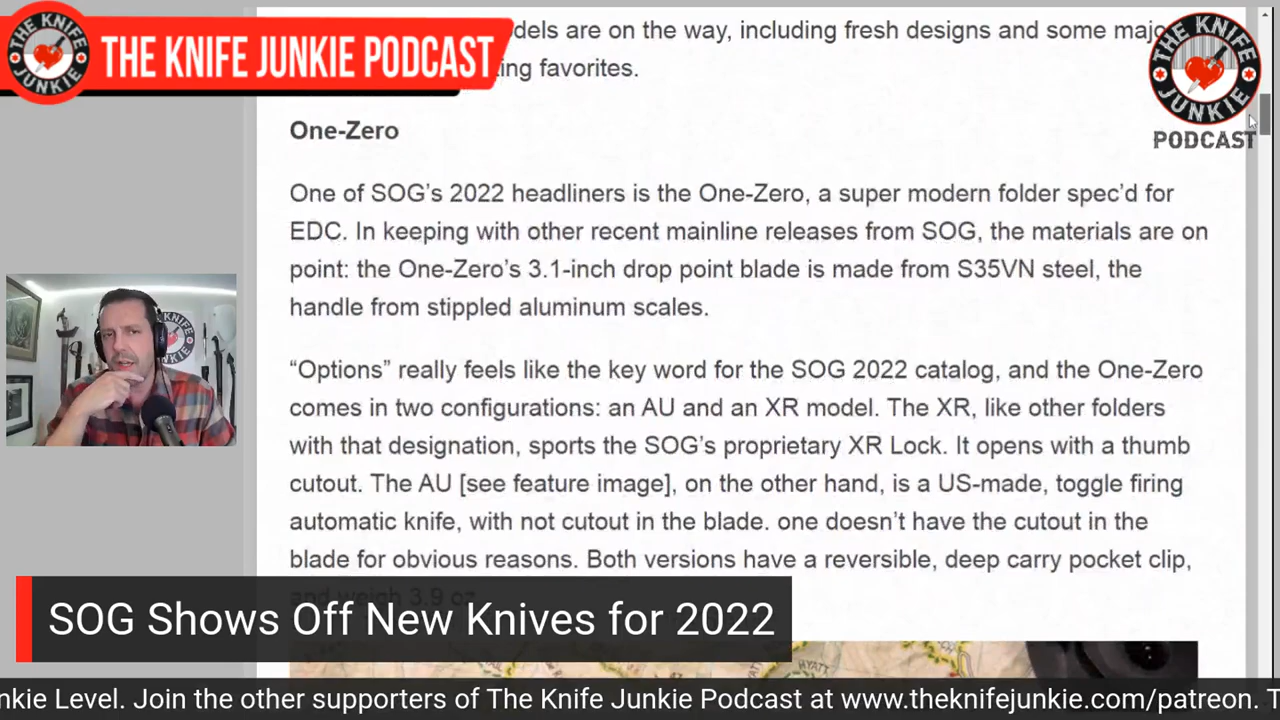 THE KNIFE JUNKIE
THE KNIFE JUNKIE PODCAST
dels are on the way, including fresh designs and some majo
ing favorites.
THE KNIFE JUNKIE
PODCAST
One-Zero
One of SOG’s 2022 headliners is the One-Zero, a super modern folder spec’d for
EDC. In keeping with other recent mainline releases from SOG, the materials are on
point: the One-Zero’s 3.1-inch drop point blade is made from S35VN steel, the
handle from stippled aluminum scales.
“Options” really feels like the key word for the SOG 2022 catalog, and the One-Zero
comes in two configurations: an AU and an XR model. The XR, like other folders
with that designation, sports the SOG’s proprietary XR Lock. It opens with a thumb
cutout. The AU [see feature image], on the other hand, is a US-made, toggle firing
automatic knife, with not cutout in the blade. one doesn’t have the cutout in the
blade for obvious reasons. Both versions have a reversible, deep carry pocket clip,
and weigh 3.9 oz
SOG Shows Off New Knives for 2022
HYATT
nkie Level. Join the other supporters of The Knife Junkie Podcast at www.theknifejunkie.com/patreon. T